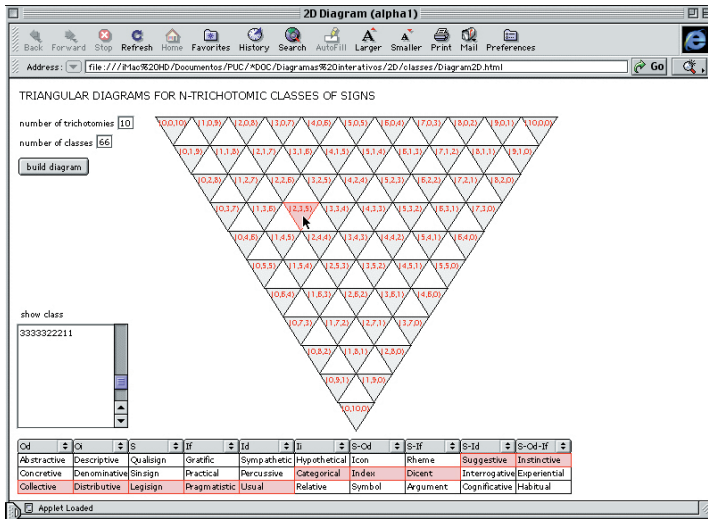 2D Diagram (alpha1)
Back Forward Stop Refresh Home Favorites History Search AutoFill Larger Smaller Print Mail Preferences
Address: file:///iMac%20HD/Documentos/PUC/*DOC/Diagramas%20interativos/2D/classes/Diagram2D.html Go
TRIANGULAR DIAGRAMS FOR N-TRICHOTOMIC CLASSES OF SIGNS
number of trichotomies 10
number of classes 66
build diagram
(0,0,10) (1,0,9) (2,0,8) (3,0,7) (4,0,6) (5,0,5) (6,0,4) (7,0,3) (8,0,2) (9,0,1) (10,0,0)
(0,1,9) (1,1,8) (2,1,7) (3,1,6) (4,1,5) (5,1,4) (6,1,3) (7,1,2) (8,1,1) (9,1,0)
(0,2,8) (1,2,7) (2,2,6) (3,2,5) (4,2,4) (5,2,3) (6,2,2) (7,2,1) (8,2,0)
(0,3,7) (1,3,6) (2,3,5) (3,3,4) (4,3,3) (5,3,2) (6,3,1) (7,3,0)
(0,4,6) (1,4,5) (2,4,4) (3,4,3) (4,4,2) (5,4,1) (6,4,0)
(0,5,5) (1,5,4) (2,5,3) (3,5,2) (4,5,1) (5,5,0)
(0,6,4) (1,6,3) (2,6,2) (3,6,1) (4,6,0)
(0,7,3) (1,7,2) (2,7,1) (3,7,0)
(0,8,2) (1,8,1) (2,8,0)
(0,9,1) (1,9,0)
(0,10,0)
show class
3333322211
Od Oi S If Id Ii S-Od S-If S-Id S-Od-If
Abstractive Descriptive Qualisign Gratific Sympathetic Hypothetical Icon Rheme Suggestive Instinctive
Concretive Denominative Sinsign Practical Percussive Categorical Index Dicent Interrogative Experiential
Collective Distributive Legisign Pragmatistic Usual Relative Symbol Argument Cognificative Habitual
Applet Loaded